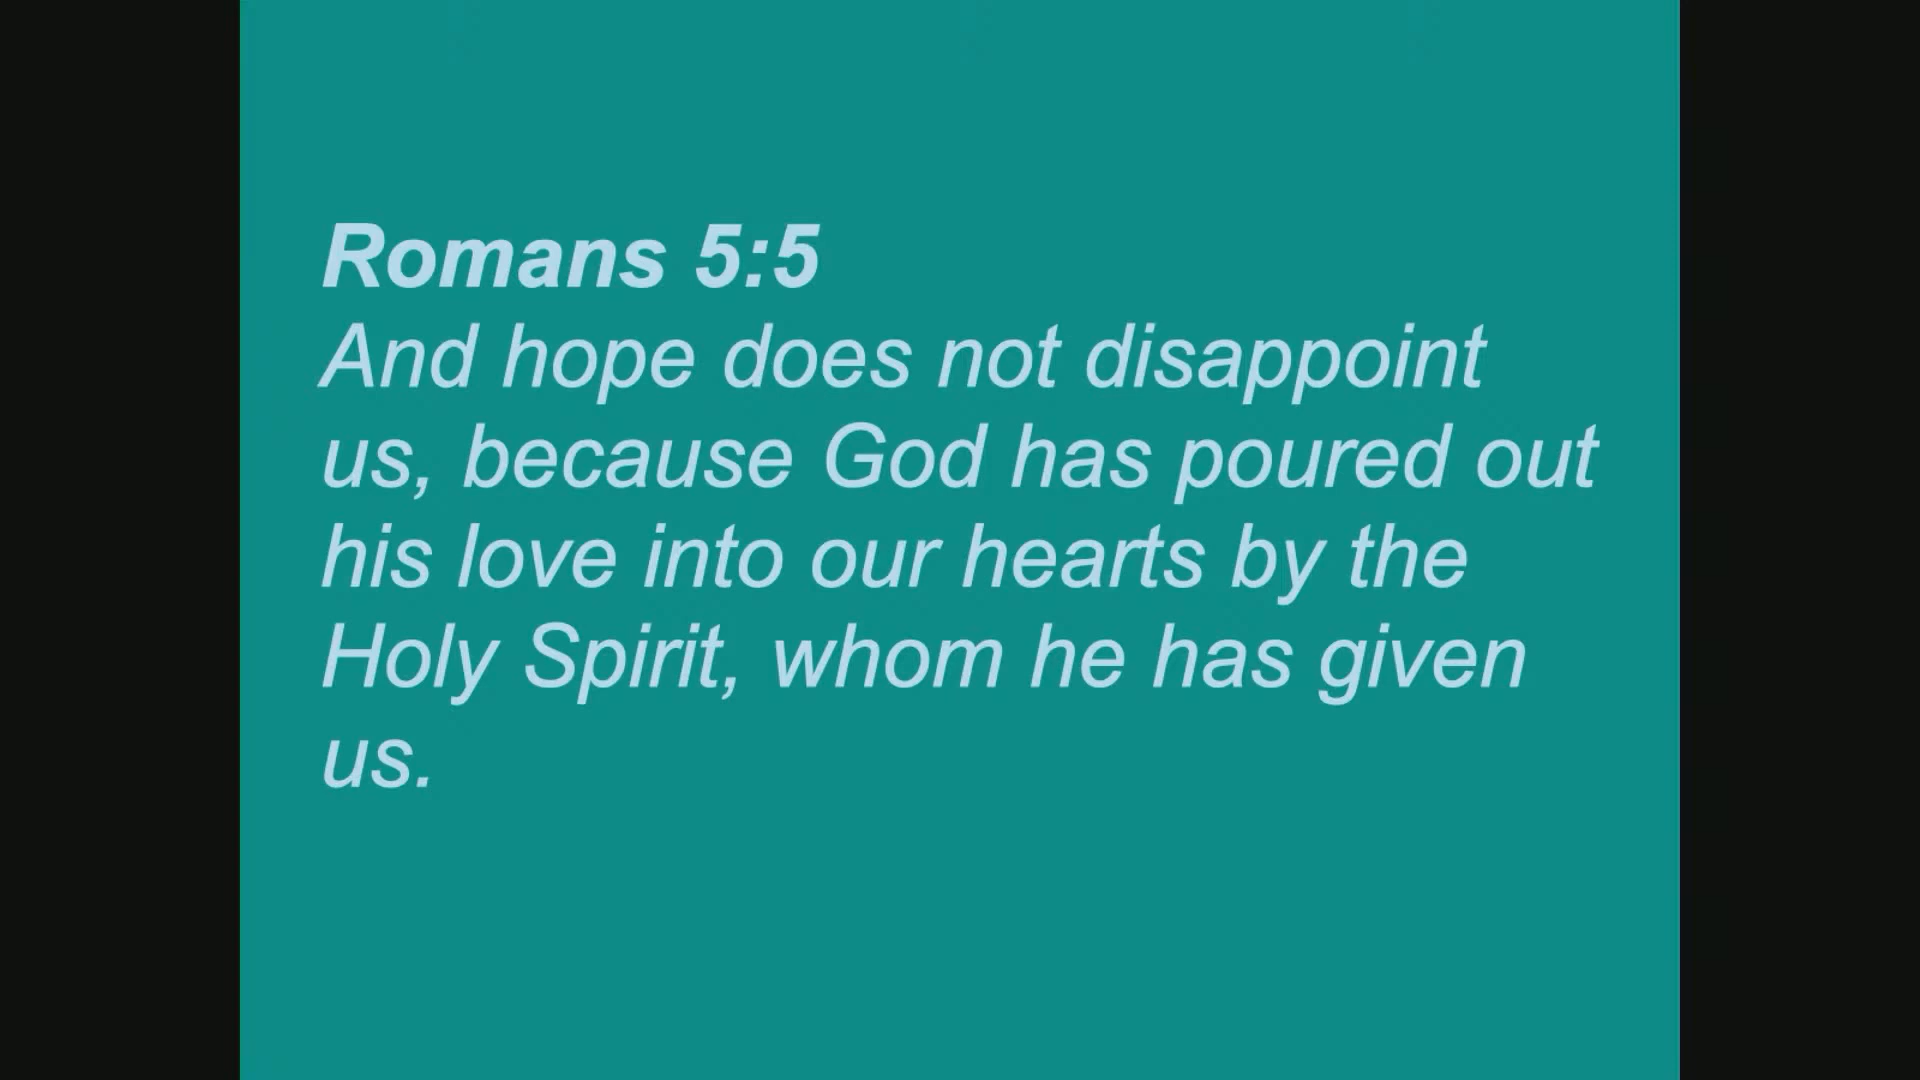 Romans 5:5
And hope does not disappoint
us, because God has poured out
his love into our hearts by the
Holy Spirit, whom he has given
us.